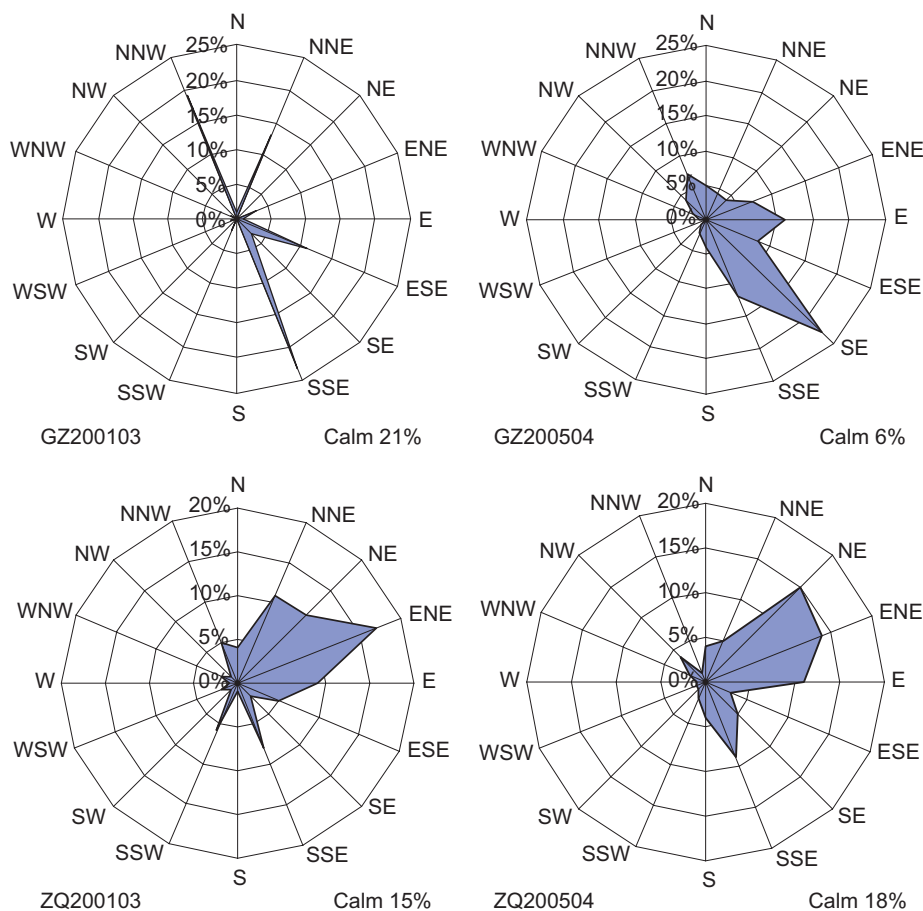 N
NNE
NE
ENE
E
ESE
SE
SSE
S
SSW
SW
WSW
W
WNW
NW
NNW
25%
20%
15%
10%
5%
0%
GZ200103
Calm 21%
N
NNE
NE
ENE
E
ESE
SE
SSE
S
SSW
SW
WSW
W
WNW
NW
NNW
25%
20%
15%
10%
5%
0%
GZ200504
Calm 6%
N
NNE
NE
ENE
E
ESE
SE
SSE
S
SSW
SW
WSW
W
WNW
NW
NNW
20%
15%
10%
5%
0%
ZQ200103
Calm 15%
N
NNE
NE
ENE
E
ESE
SE
SSE
S
SSW
SW
WSW
W
WNW
NW
NNW
20%
15%
10%
5%
0%
ZQ200504
Calm 18%